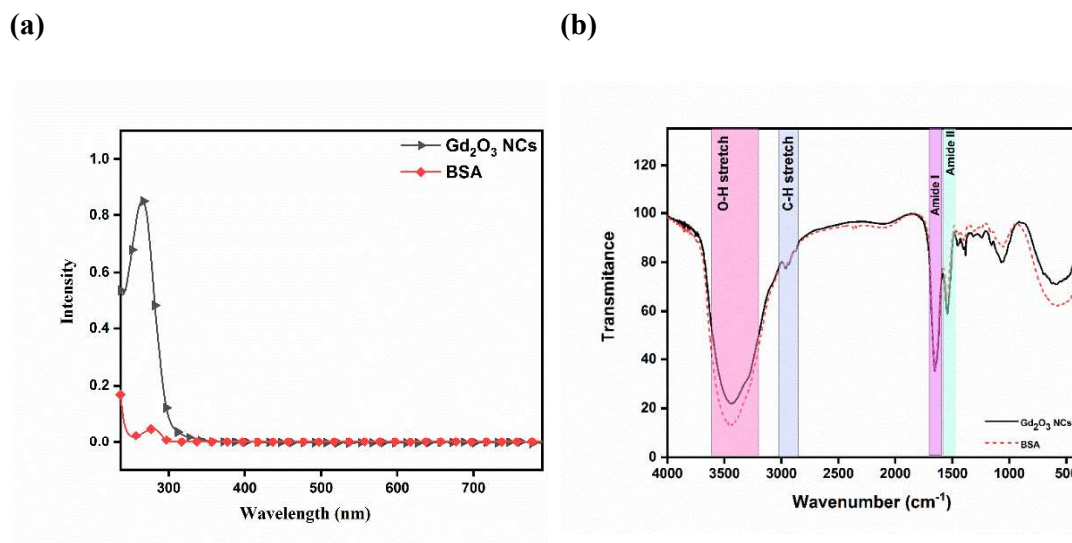 (a)
(b)
Gd₂O₃ NCs
BSA
1.0
0.8
0.6
0.4
0.2
0.0
Intensity
300
400
500
600
700
Wavelength (nm)
O-H stretch
C-H stretch
Amide I
Amide II
120
100
80
60
40
20
0
Transmitance
Gd₂O₃ NCs
BSA
4000
3500
3000
2500
2000
1500
1000
500
Wavenumber (cm⁻¹)